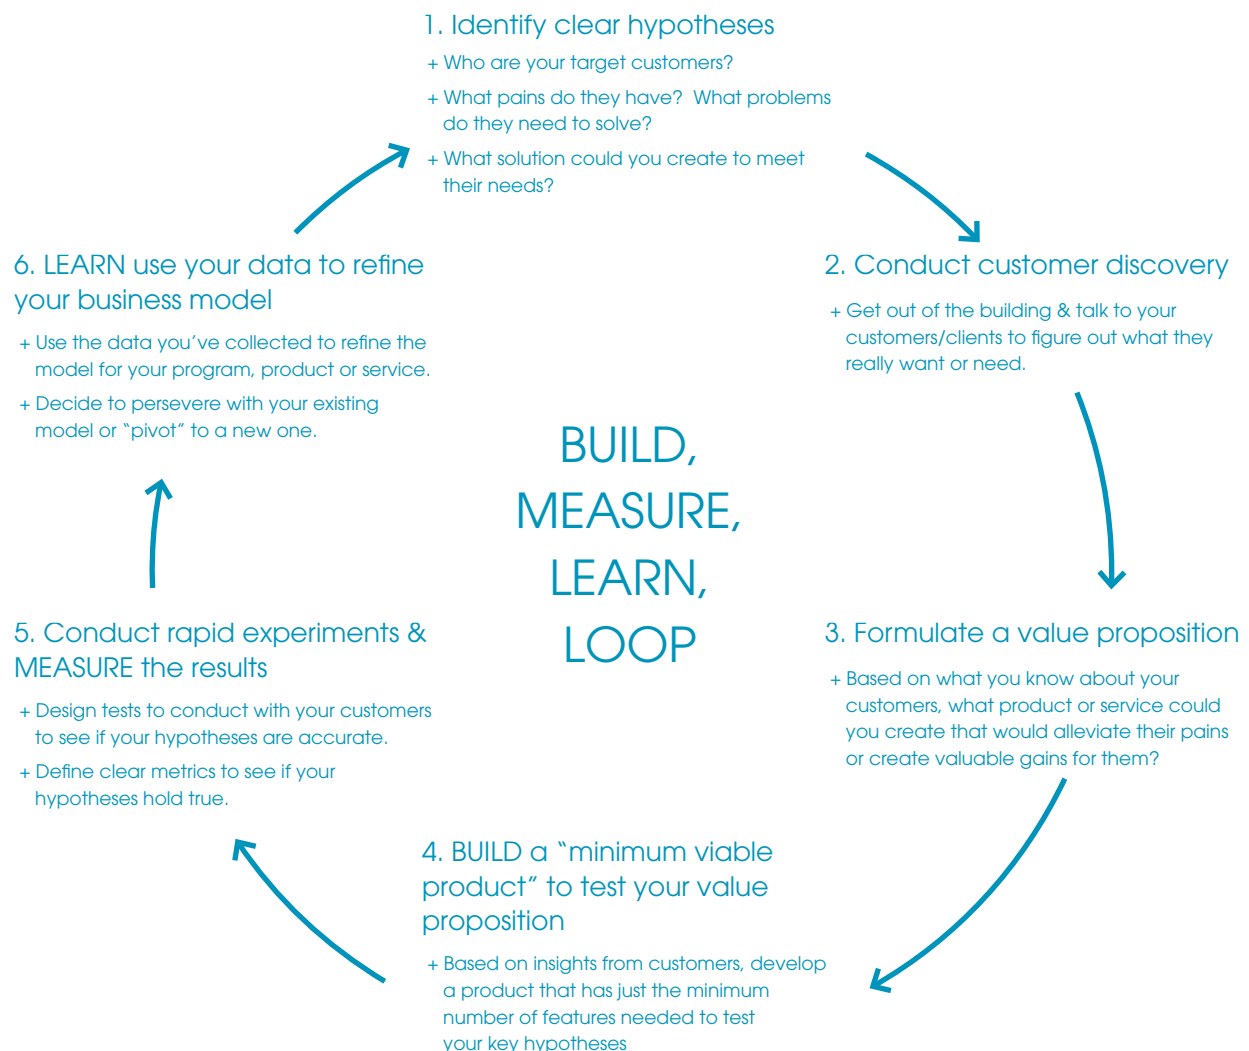 1. Identify clear hypotheses
+ Who are your target customers?
+ What pains do they have?  What problems
do they need to solve?
+ What solution could you create to meet
their needs?
2. Conduct customer discovery
+ Get out of the building & talk to your
customers/clients to figure out what they
really want or need.
3. Formulate a value proposition
+ Based on what you know about your
customers, what product or service could
you create that would alleviate their pains
or create valuable gains for them?
4. BUILD a “minimum viable
product” to test your value
proposition
+ Based on insights from customers, develop
a product that has just the minimum
number of features needed to test
your key hypotheses
5. Conduct rapid experiments &
MEASURE the results
+ Design tests to conduct with your customers
to see if your hypotheses are accurate.
+ Define clear metrics to see if your
hypotheses hold true.
6. LEARN use your data to refine
your business model
+ Use the data you’ve collected to refine the
model for your program, product or service.
+ Decide to persevere with your existing
model or “pivot” to a new one.
BUILD,
MEASURE,
LEARN,
LOOP